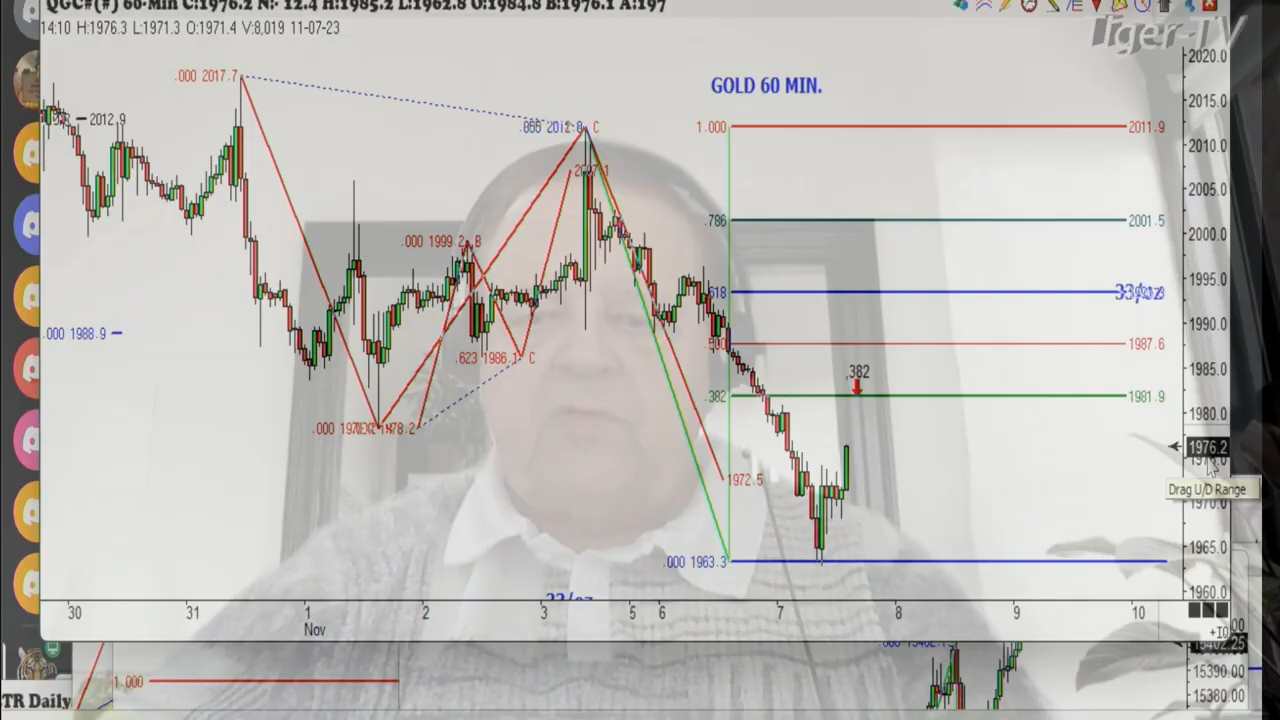 QGC#(#) 60-Min C:1976.2 N:- 12.4 H:1985.2 L:1962.8 O:1984.8 B:1976.1 A:197
14:10 H:1976.3 L:1971.3 O:1971.4 V:8,019 11-07-23
Tiger-TV
GOLD 60 MIN.
.000 2017.7
2012.9
.000 1988.9
.000 1999.2 B
.623 1986.1 C
C
1972.5
.000 1963.3
1.000 2011.9
.786 2001.5
.618
1987.6
.382
.382 1981.9
2020.0
2015.0
2010.0
2005.0
2000.0
1995.0
1990.0
1985.0
1980.0
1976.2
Drag U/D Range
1970.0
1965.0
1960.0
30 31 1 2 3 5 6 7 8 9 10
Nov
TR Daily
1.000
15402.25
15390.00
15380.00